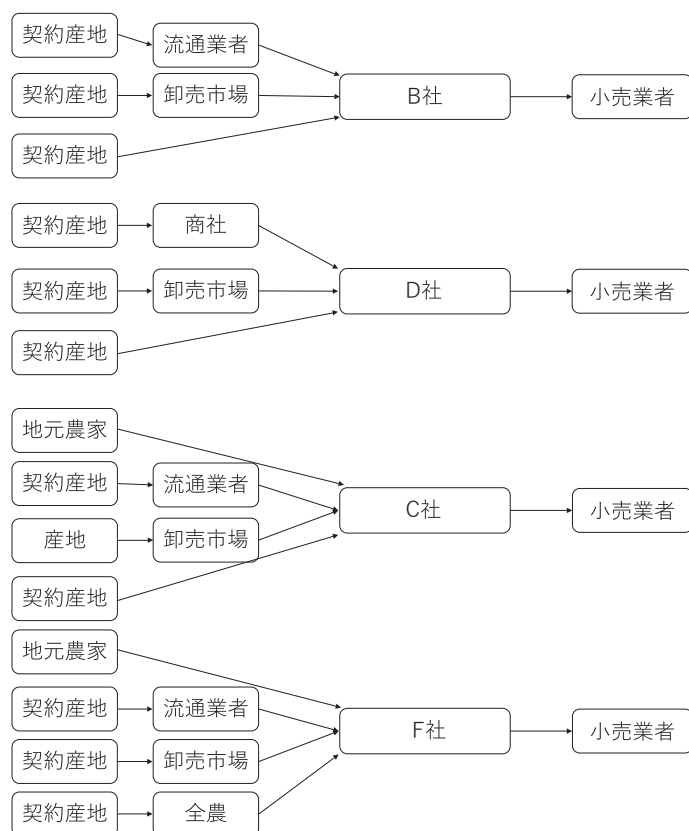 契約産地
流通業者
契約産地
卸売市場
B社
小売業者
契約産地
契約産地
商社
契約産地
卸売市場
D社
小売業者
契約産地
地元農家
契約産地
流通業者
C社
小売業者
産地
卸売市場
契約産地
地元農家
契約産地
流通業者
F社
小売業者
契約産地
卸売市場
契約産地
全農